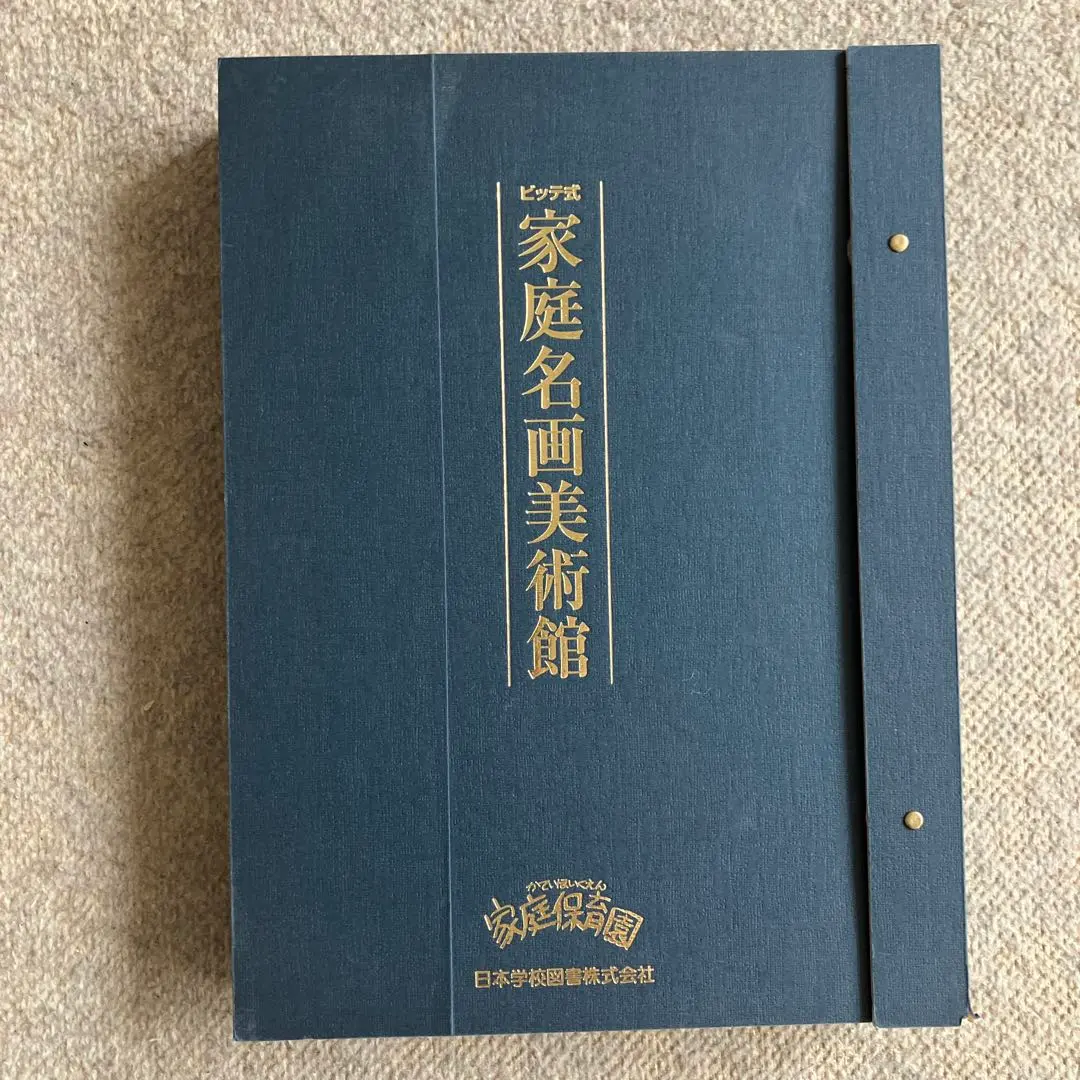 ビッテ式
家庭名画美術館
かていほいくえん
家庭保育園
日本学校図書株式会社